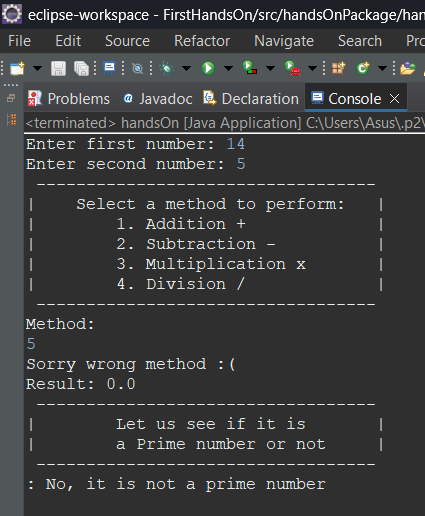 eclipse-workspace - FirstHandsOn/src/handsOnPackage/han
File Edit Source Refactor Navigate Search Pro
Problems @ Javadoc Declaration Console
<terminated> handsOn [Java Application] C:\Users\Asus\.p2\
Enter first number: 14
Enter second number: 5
----------------------------------
| Select a method to perform: |
| 1. Addition + |
| 2. Subtraction - |
| 3. Multiplication x |
| 4. Division / |
----------------------------------
Method:
5
Sorry wrong method :(
Result: 0.0
----------------------------------
| Let us see if it is |
| a Prime number or not |
----------------------------------
: No, it is not a prime number